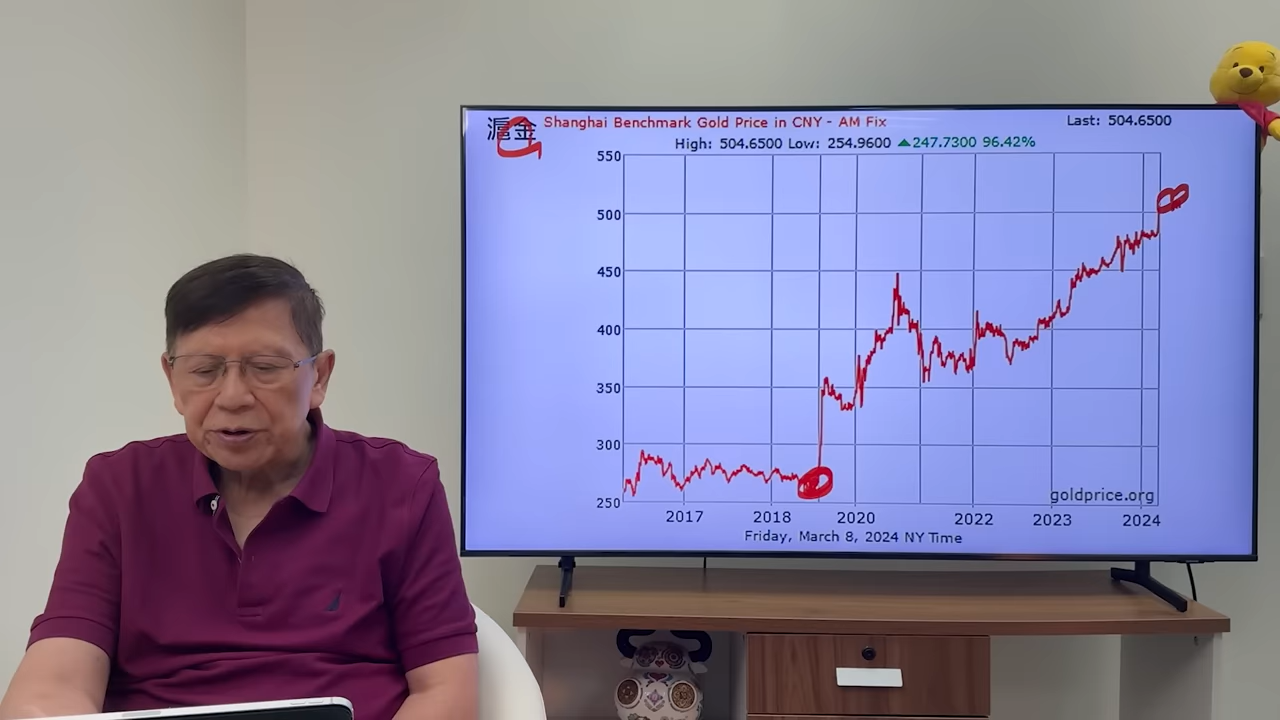 滬金
Shanghai Benchmark Gold Price in CNY - AM Fix
Last: 504.6500
High: 504.6500 Low: 254.9600 ▲247.7300 96.42%
550
500
450
400
350
300
250
goldprice.org
2017 2018 2020 2022 2023 2024
Friday, March 8, 2024 NY Time